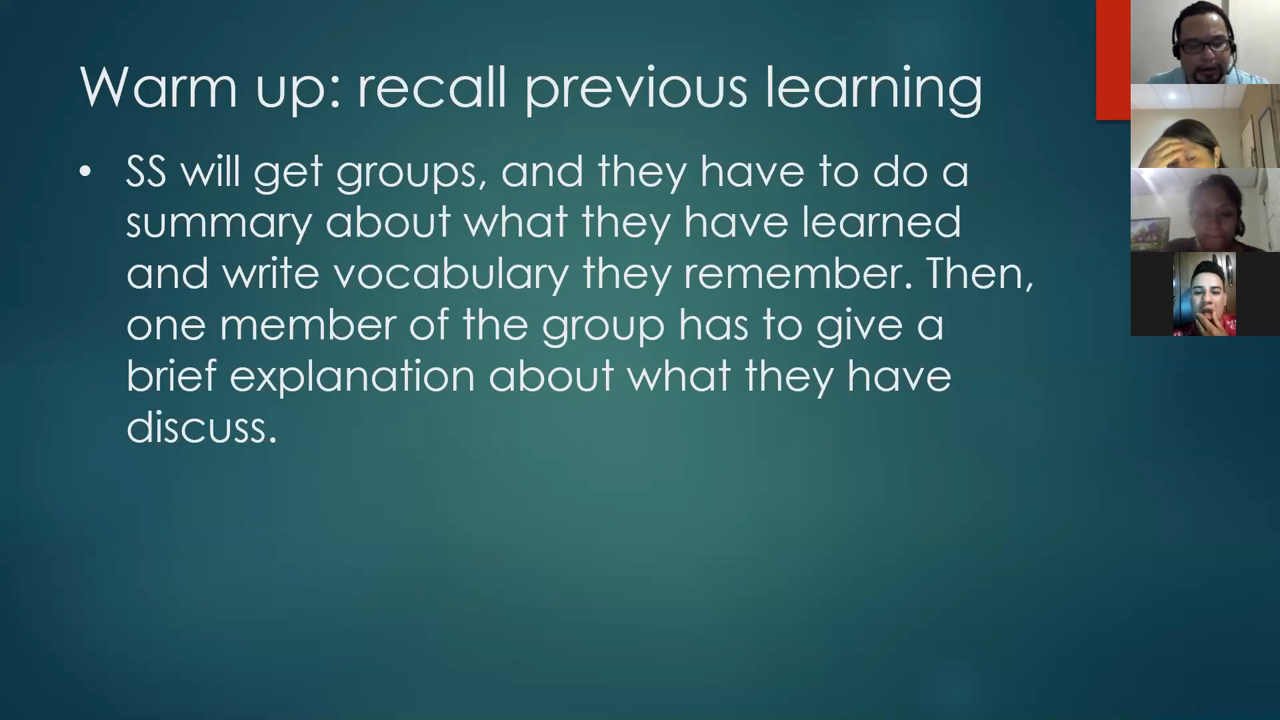 Warm up: recall previous learning
• SS will get groups, and they have to do a
summary about what they have learned
and write vocabulary they remember. Then,
one member of the group has to give a
brief explanation about what they have
discuss.